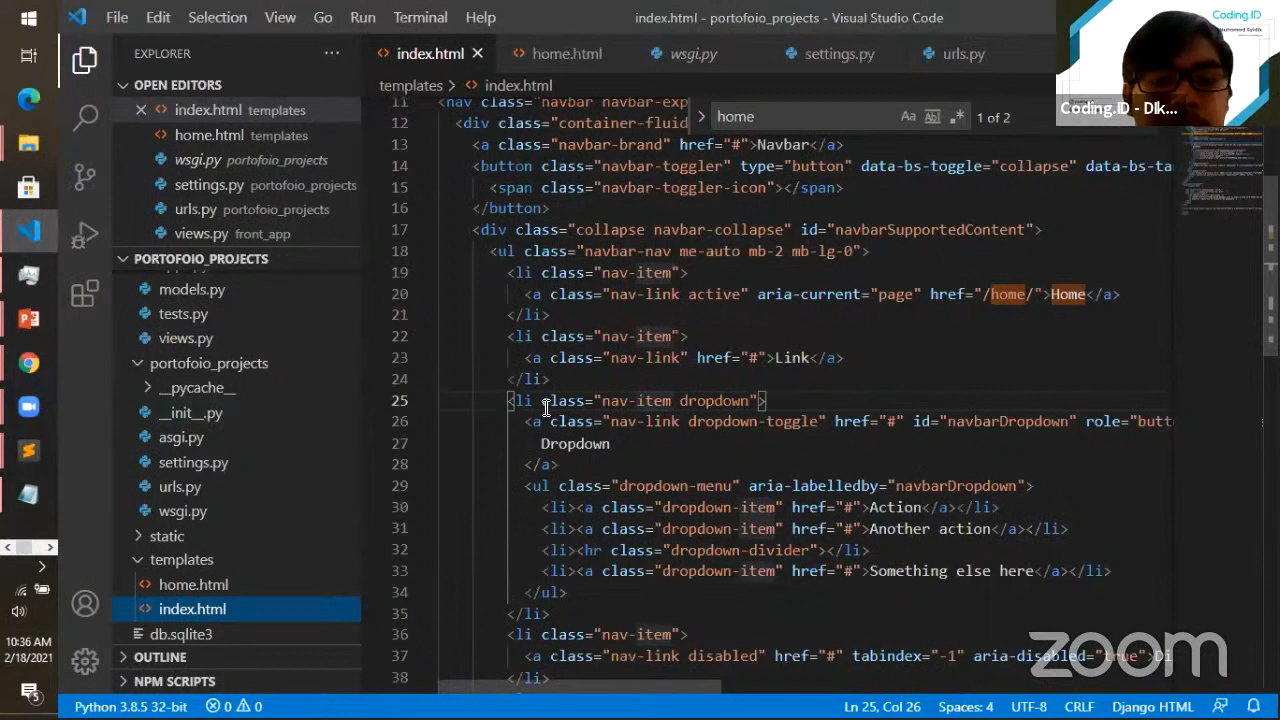 File Edit Selection View Go Run Terminal Help
index.html - portofolio_projects - Visual Studio Code
Coding.ID
Coding.ID - Dik...
EXPLORER
OPEN EDITORS
index.html templates
home.html templates
wsgi.py portofoio_projects
settings.py portofoio_projects
urls.py portofoio_projects
views.py front_app
PORTOFOIO_PROJECTS
models.py
tests.py
views.py
portofoio_projects
__pycache__
__init__.py
asgi.py
settings.py
urls.py
wsgi.py
static
templates
home.html
index.html
db.sqlite3
OUTLINE
NPM SCRIPTS
index.html
home.html
wsgi.py
settings.py
urls.py
templates > index.html
home
Aa Abl
1 of 2
11 <nav class="navbar navbar-exp
12 <div class="container-fluid
13 <a class="navbar-brand" href="#">Navbar</a>
14 <button class="navbar-toggler" type="button" data-bs-toggle="collapse" data-bs-ta
15 <span class="navbar-toggler-icon"></span>
16 </button>
17 <div class="collapse navbar-collapse" id="navbarSupportedContent">
18 <ul class="navbar-nav me-auto mb-2 mb-lg-0">
19 <li class="nav-item">
20 <a class="nav-link active" aria-current="page" href="/home/">Home</a>
21 </li>
22 <li class="nav-item">
23 <a class="nav-link" href="#">Link</a>
24 </li>
25 <li class="nav-item dropdown">
26 <a class="nav-link dropdown-toggle" href="#" id="navbarDropdown" role="butt
27 Dropdown
28 </a>
29 <ul class="dropdown-menu" aria-labelledby="navbarDropdown">
30 <li><a class="dropdown-item" href="#">Action</a></li>
31 <li><a class="dropdown-item" href="#">Another action</a></li>
32 <li><hr class="dropdown-divider"></li>
33 <li><a class="dropdown-item" href="#">Something else here</a></li>
34 </ul>
35 </li>
36 <li class="nav-item">
37 <a class="nav-link disabled" href="#" tabindex="-1" aria-disabled="true">Di
38 </li>
zoom
10:36 AM
2/18/2021
5
Python 3.8.5 32-bit 0 0
Ln 25, Col 26 Spaces: 4 UTF-8 CRLF Django HTML